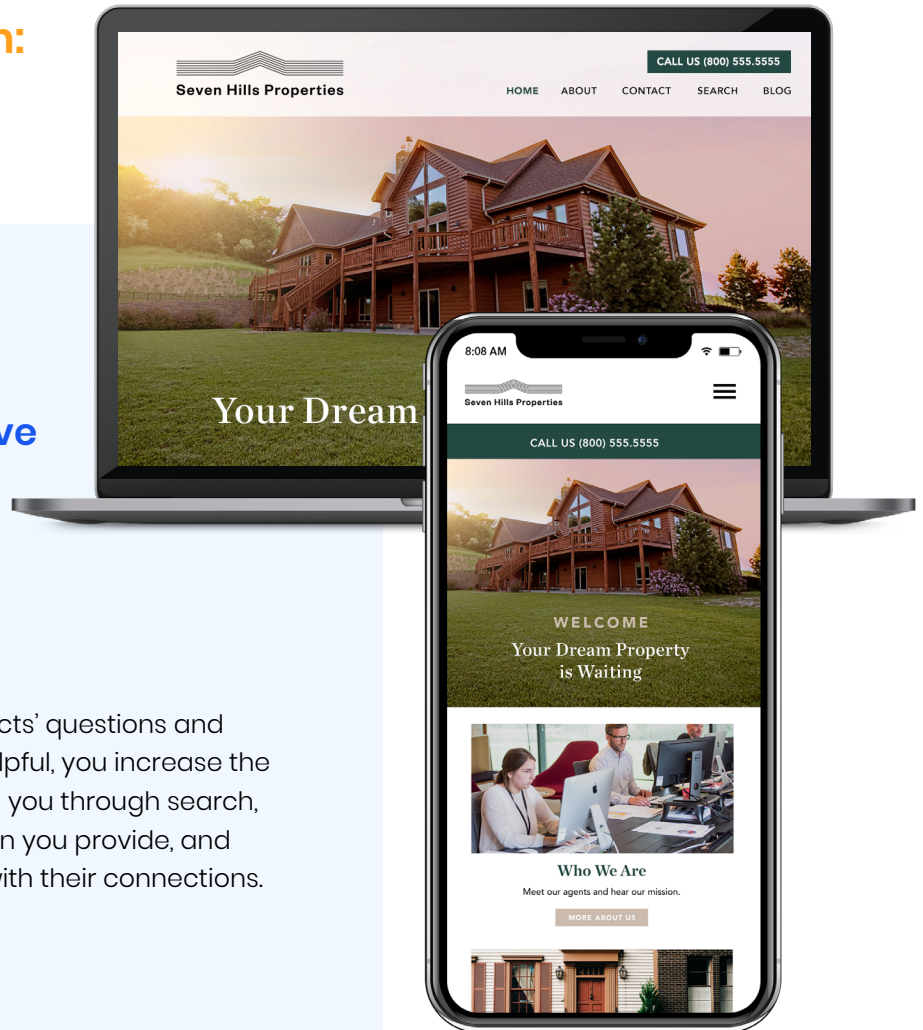 n:
Seven Hills Properties
CALL US (800) 555.5555
HOME ABOUT CONTACT SEARCH BLOG
Your Dream
ve
8:08 AM
Seven Hills Properties
CALL US (800) 555.5555
WELCOME
Your Dream Property
is Waiting
Who We Are
Meet our agents and hear our mission.
MORE ABOUT US
cts’ questions and
lpful, you increase the
you through search,
n you provide, and
with their connections.